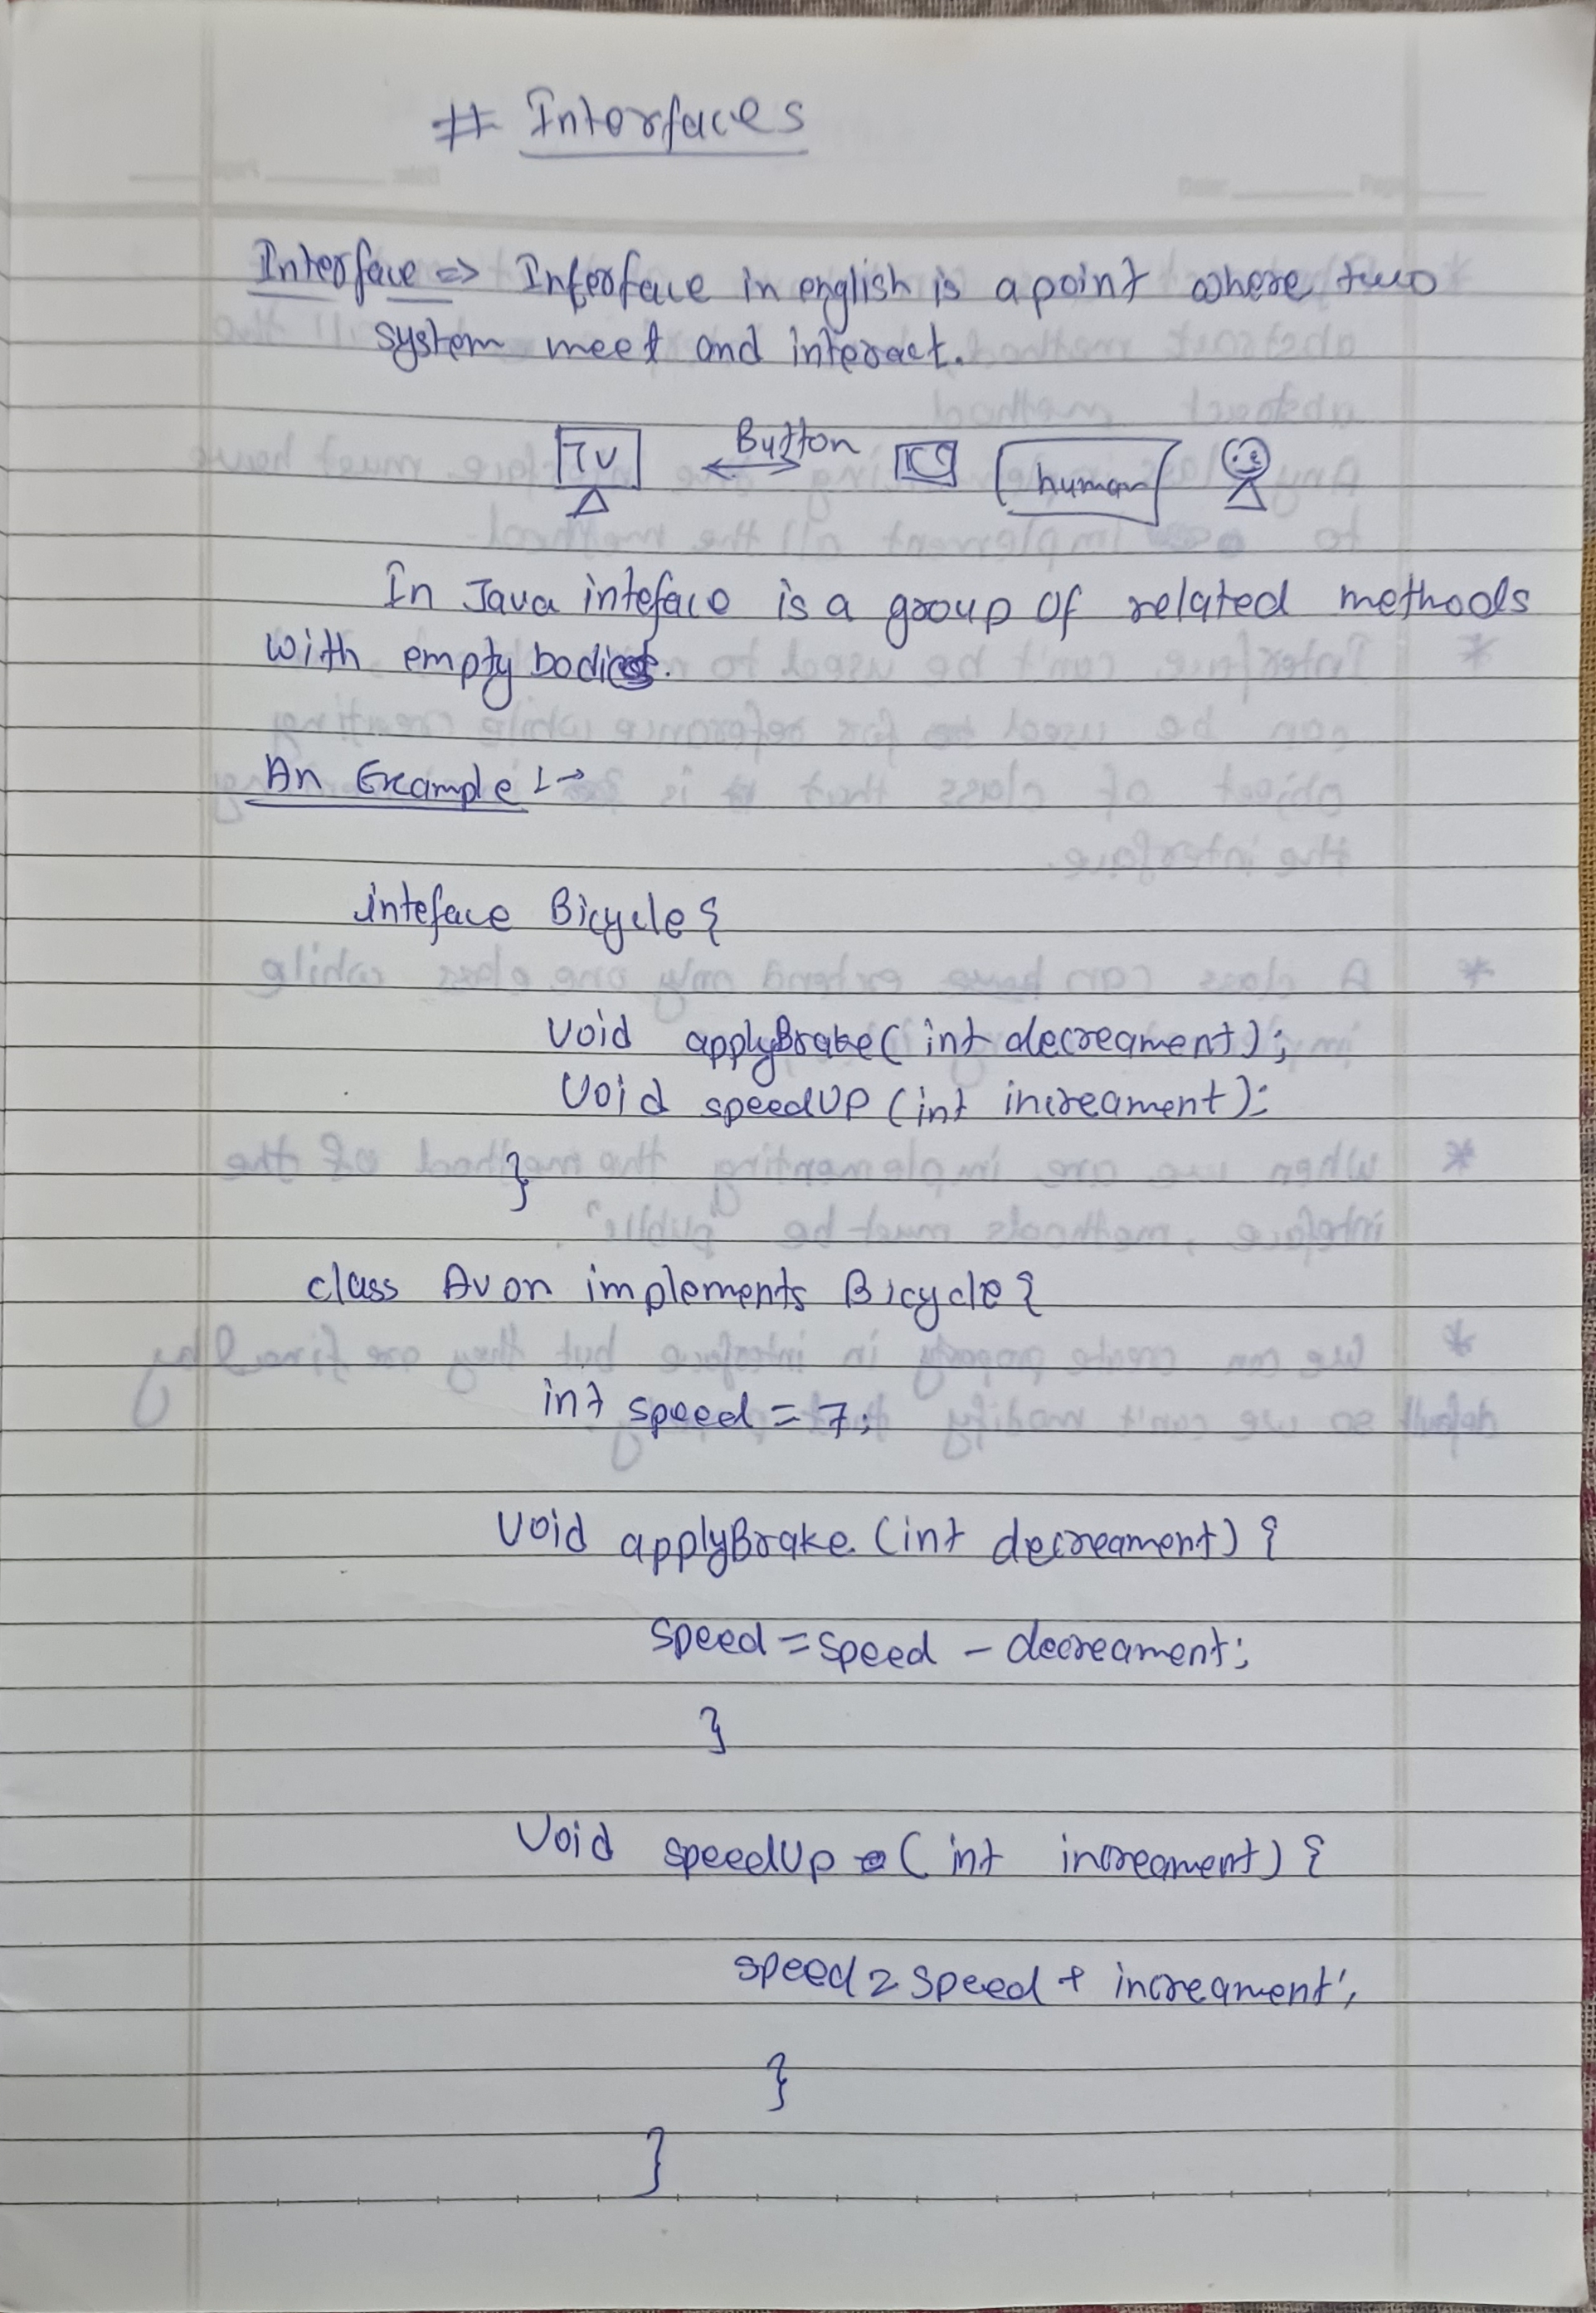 # Interfaces
Interface => Interface in english is a point where two
system meet and interact.
TV Button human
In Java inteface is a group of related methods
with empty bodies.
An Example :->
inteface Bicycle {
void applyBrake( int decreament);
void speedUp (int increament);
}
class Avon implements Bicycle {
int speed = 7;
void applyBrake (int decreament) {
speed = speed - decreament;
}
void speedUp ( int increament) {
speed = speed + increament;
}
}